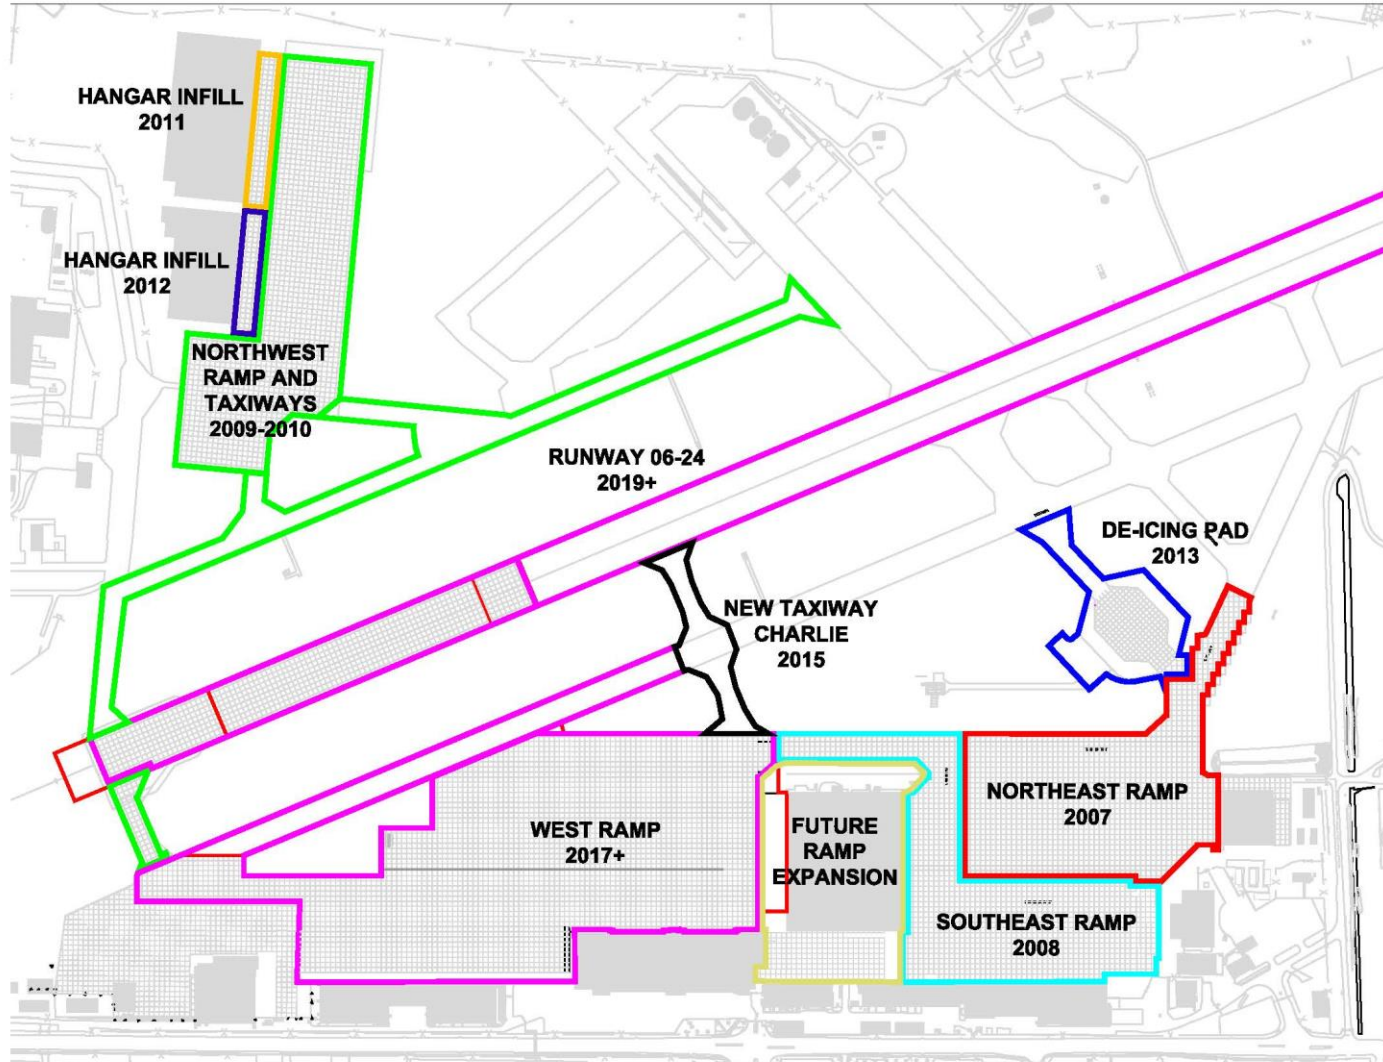 HANGAR INFILL
2011
HANGAR INFILL
2012
NORTHWEST
RAMP AND
TAXIWAYS
2009-2010
RUNWAY 06-24
2019+
DE-ICING PAD
2013
NEW TAXIWAY
CHARLIE
2015
NORTHEAST RAMP
2007
WEST RAMP
2017+
FUTURE
RAMP
EXPANSION
SOUTHEAST RAMP
2008